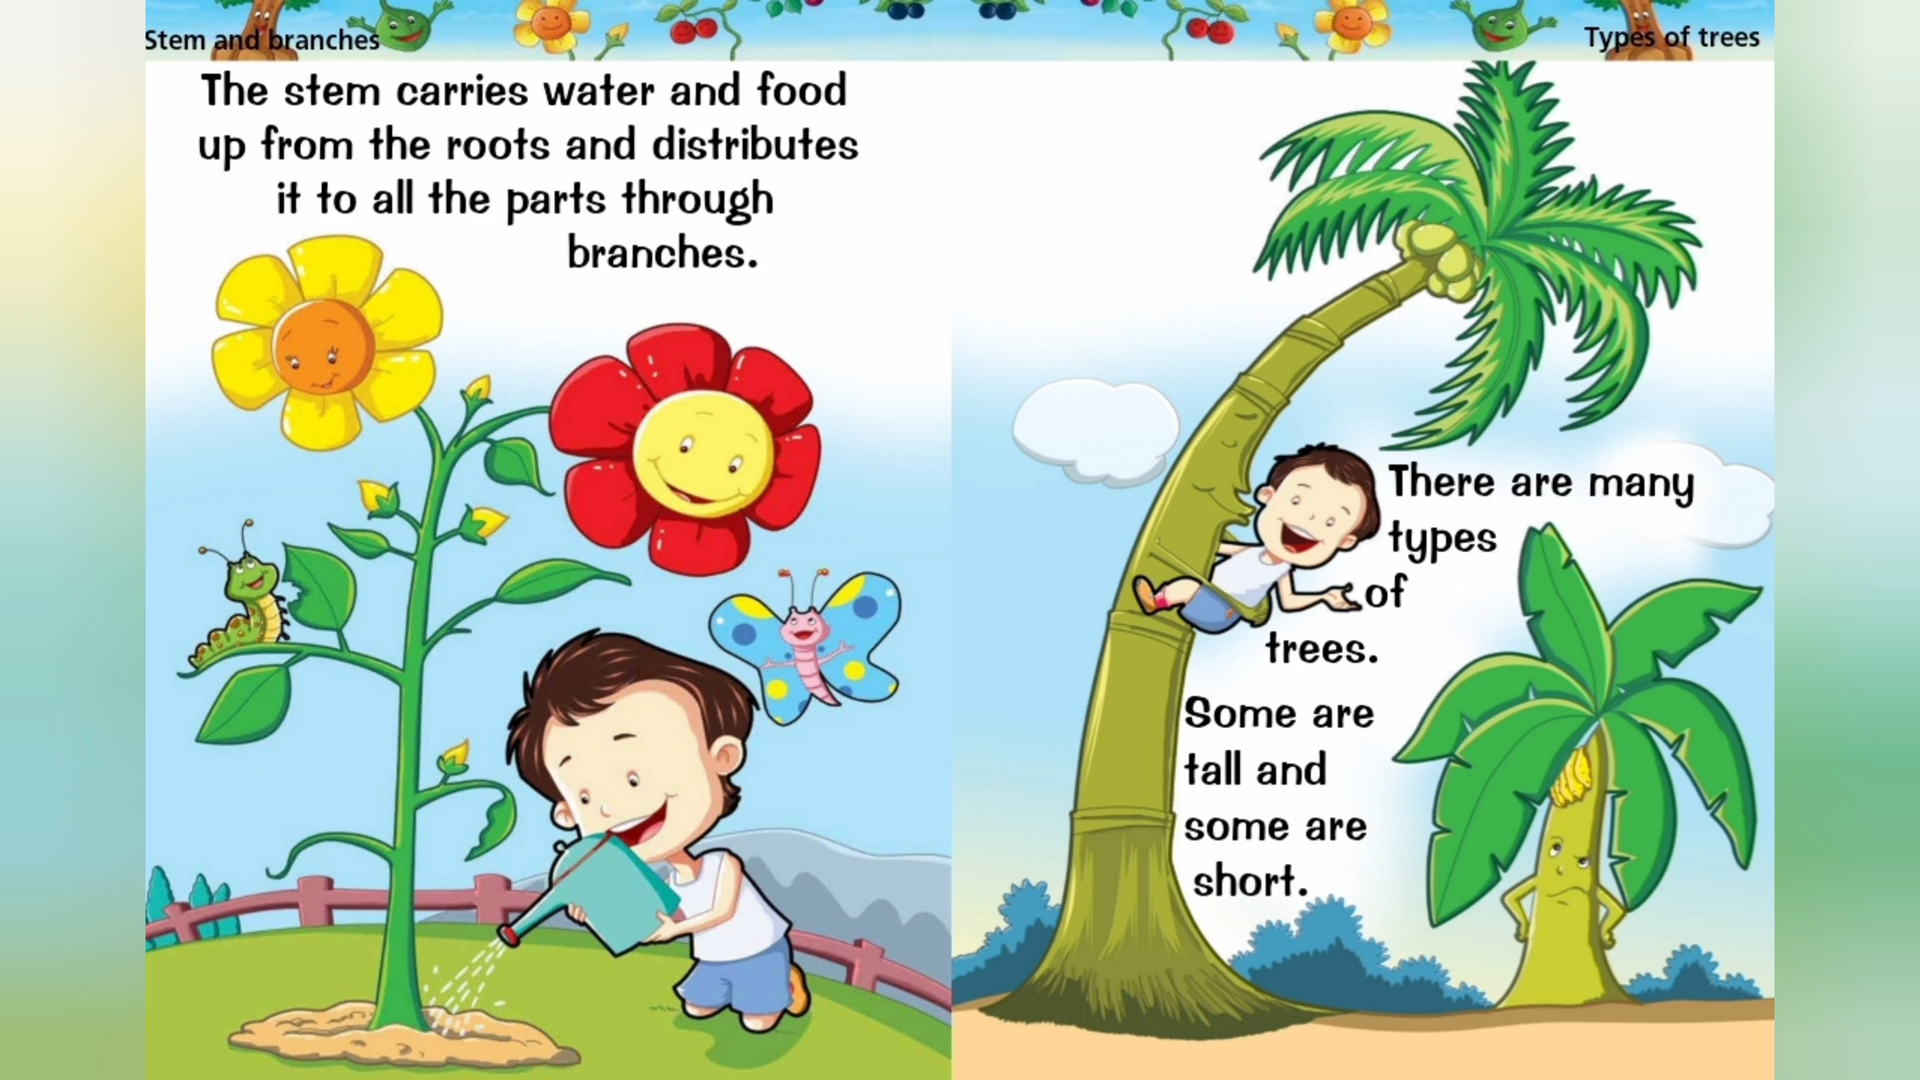 Stem and branches
The stem carries water and food
up from the roots and distributes
it to all the parts through
branches.
Types of trees
There are many
types
of
trees.
Some are
tall and
some are
short.